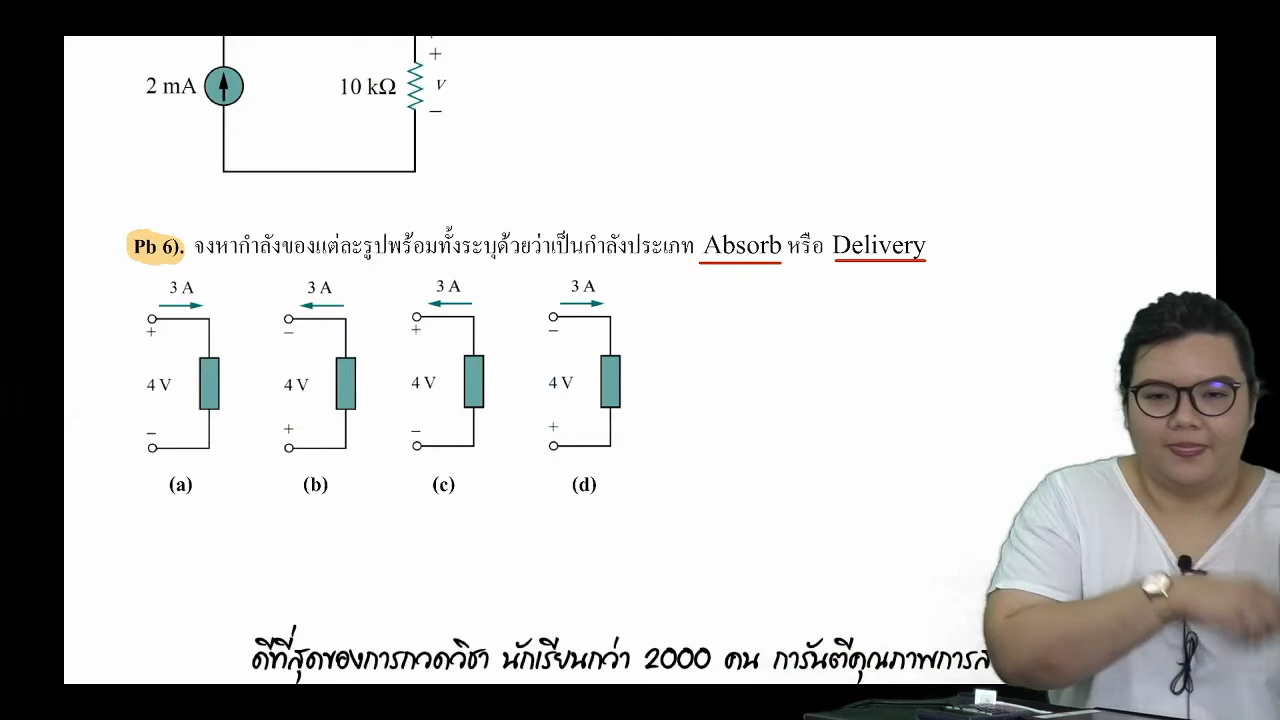 +
2 mA 10 kΩ v
−
Pb 6). จงหากำลังของแต่ละรูปพร้อมทั้งระบุด้วยว่าเป็นกำลังประเภท Absorb หรือ Delivery
3 A 3 A 3 A 3 A
+ − + −
4 V 4 V 4 V 4 V
− + − +
(a) (b) (c) (d)
ดีที่สุดของการกวดวิชา นักเรียนกว่า 2000 คน การันตีคุณภาพการส